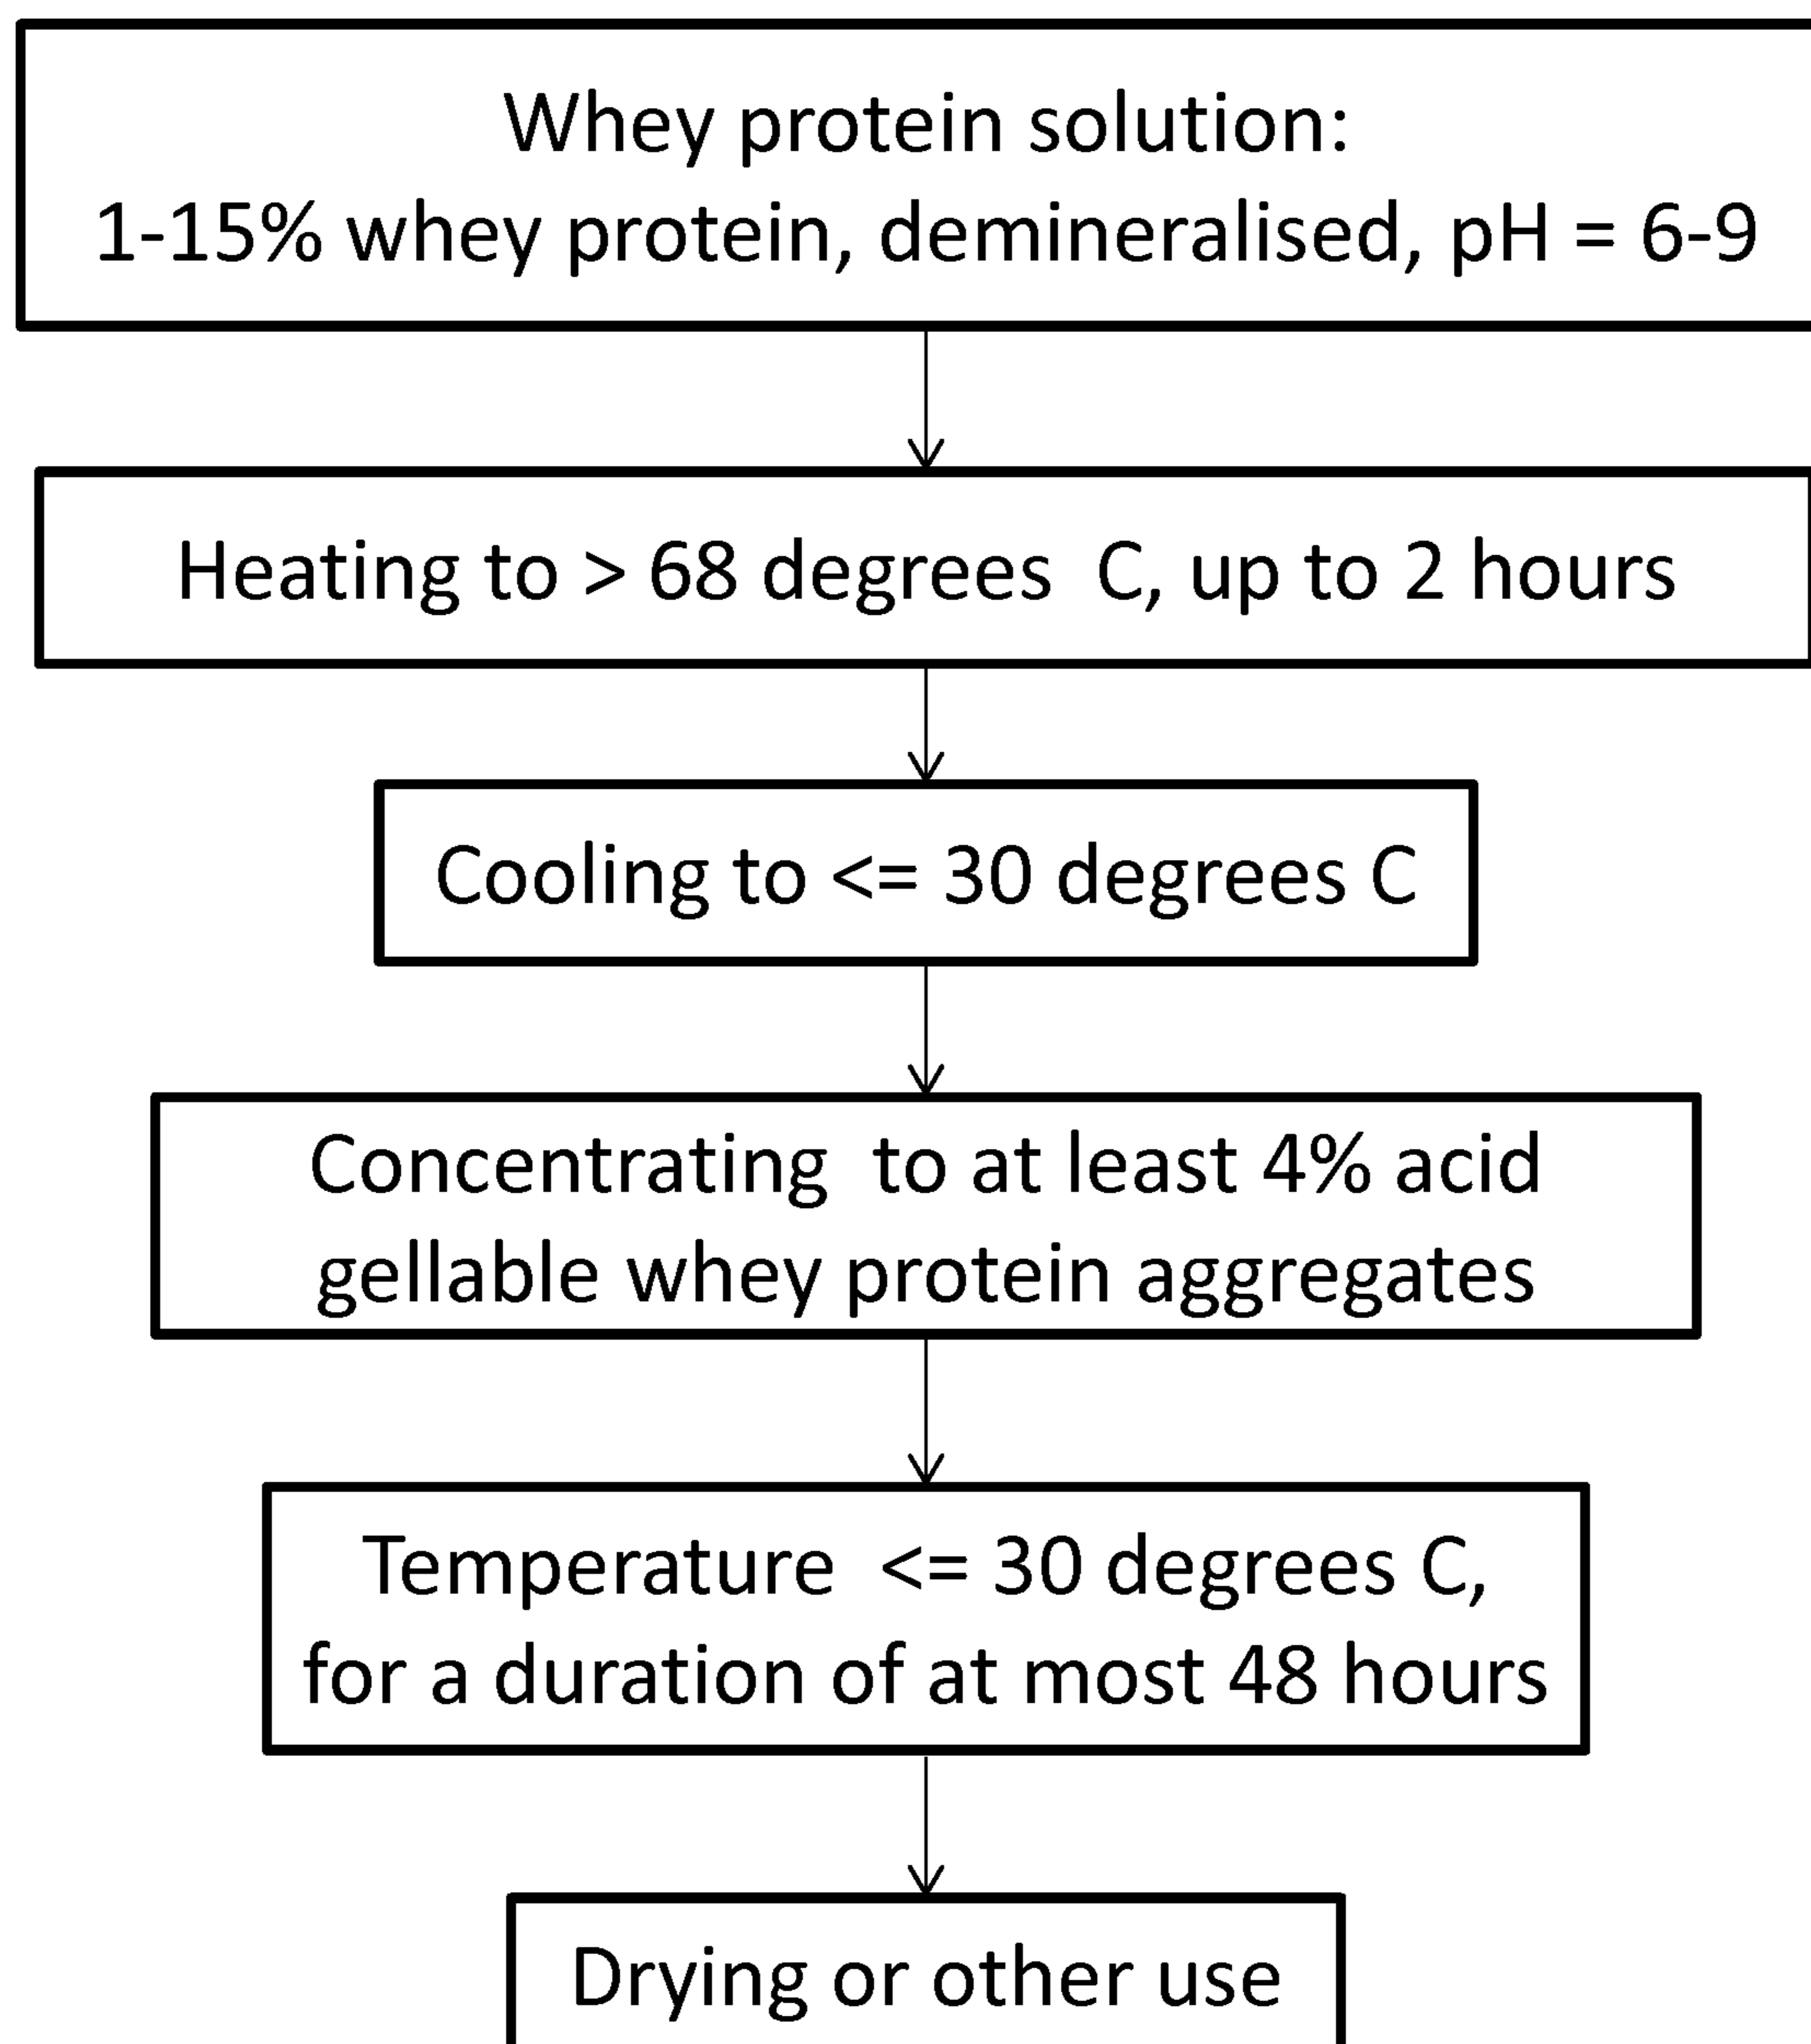 Whey protein solution:
1-15% whey protein, demineralised, pH = 6-9
Heating to > 68 degrees  C, up to 2 hours
Cooling to <= 30 degrees C
Concentrating  to at least 4% acid
gellable whey protein aggregates
Temperature  <= 30 degrees C,
for a duration of at most 48 hours
Drying or other use